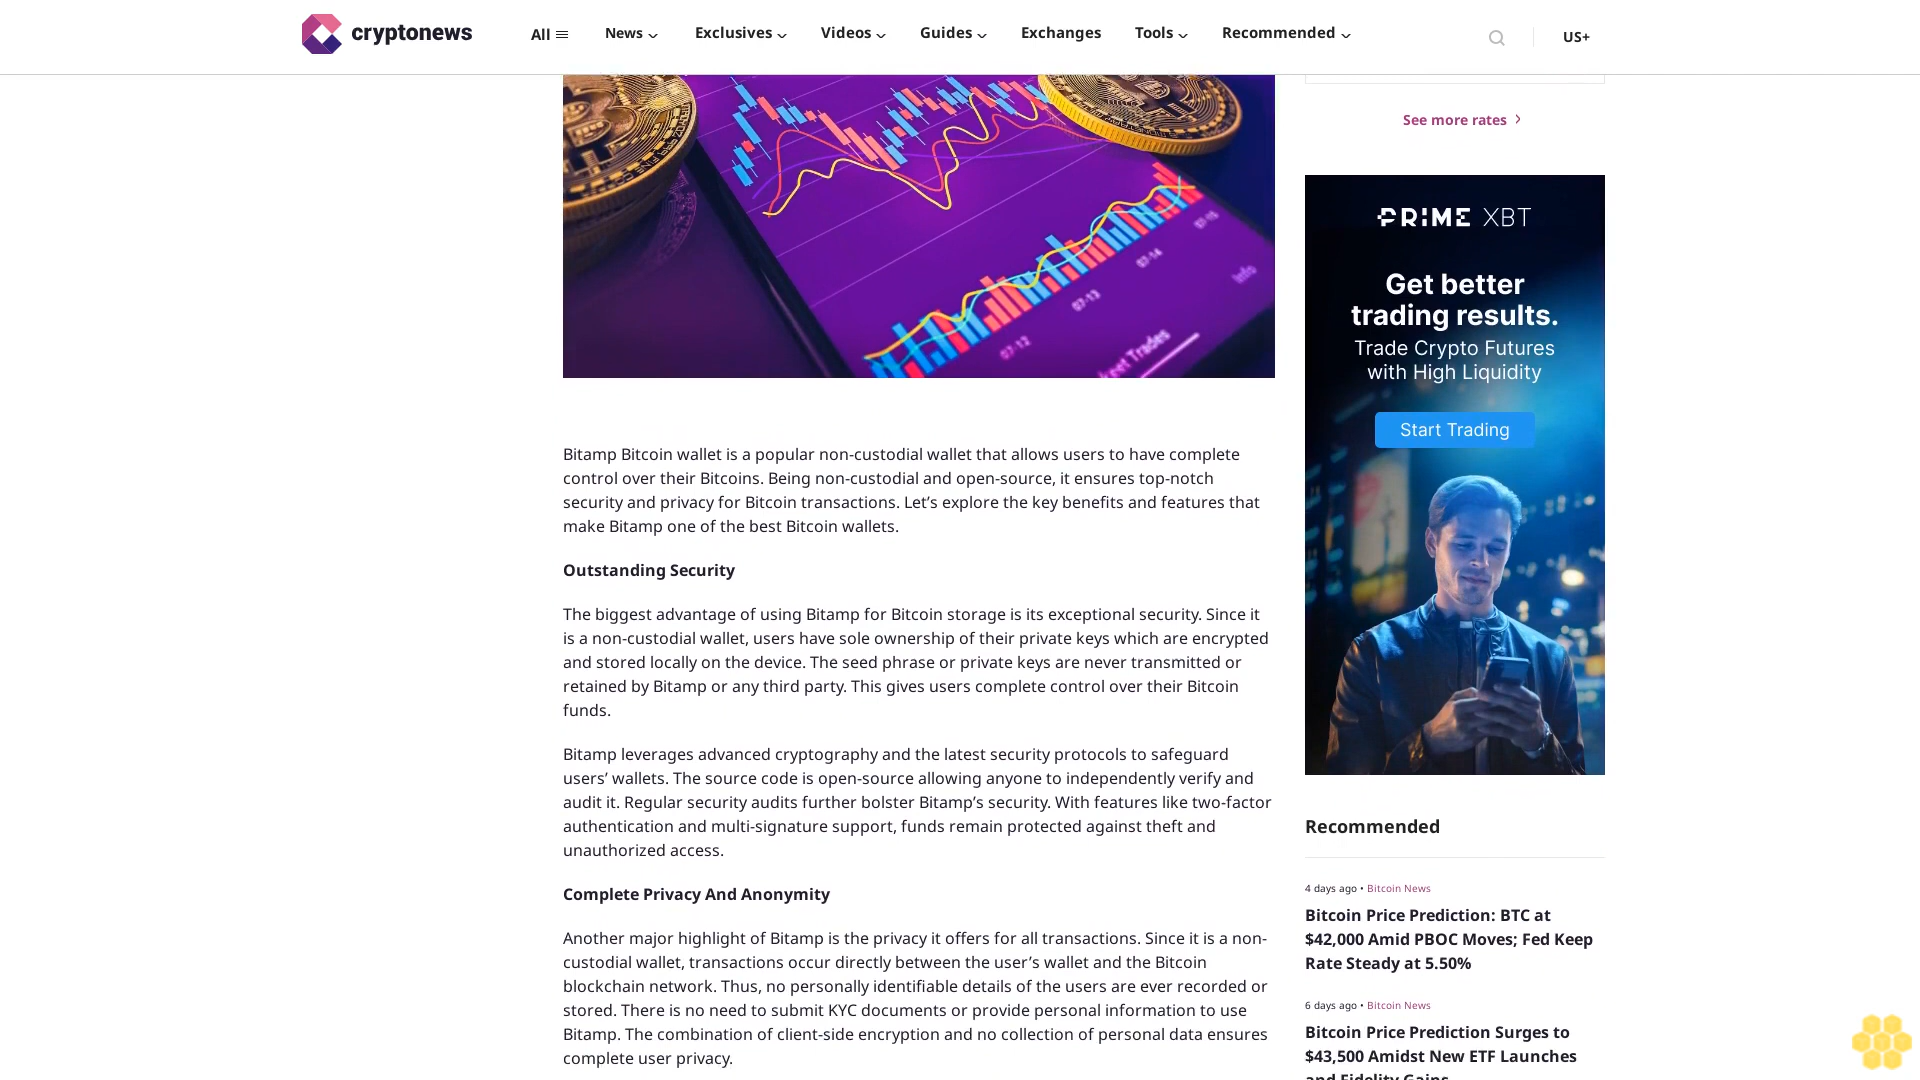 cryptonews
All
News
Exclusives
Videos
Guides
Exchanges
Tools
Recommended
US+
07-12
07-13
07-14
07-15
Info
Trades
Bitamp Bitcoin wallet is a popular non-custodial wallet that allows users to have complete
control over their Bitcoins. Being non-custodial and open-source, it ensures top-notch
security and privacy for Bitcoin transactions. Let’s explore the key benefits and features that
make Bitamp one of the best Bitcoin wallets.
Outstanding Security
The biggest advantage of using Bitamp for Bitcoin storage is its exceptional security. Since it
is a non-custodial wallet, users have sole ownership of their private keys which are encrypted
and stored locally on the device. The seed phrase or private keys are never transmitted or
retained by Bitamp or any third party. This gives users complete control over their Bitcoin
funds.
Bitamp leverages advanced cryptography and the latest security protocols to safeguard
users’ wallets. The source code is open-source allowing anyone to independently verify and
audit it. Regular security audits further bolster Bitamp’s security. With features like two-factor
authentication and multi-signature support, funds remain protected against theft and
unauthorized access.
Complete Privacy And Anonymity
Another major highlight of Bitamp is the privacy it offers for all transactions. Since it is a non-
custodial wallet, transactions occur directly between the user’s wallet and the Bitcoin
blockchain network. Thus, no personally identifiable details of the users are ever recorded or
stored. There is no need to submit KYC documents or provide personal information to use
Bitamp. The combination of client-side encryption and no collection of personal data ensures
complete user privacy.
See more rates
PRIME XBT
Get better
trading results.
Trade Crypto Futures
with High Liquidity
Start Trading
Recommended
4 days ago • Bitcoin News
Bitcoin Price Prediction: BTC at
$42,000 Amid PBOC Moves; Fed Keep
Rate Steady at 5.50%
6 days ago • Bitcoin News
Bitcoin Price Prediction Surges to
$43,500 Amidst New ETF Launches
and Fidelity Gains